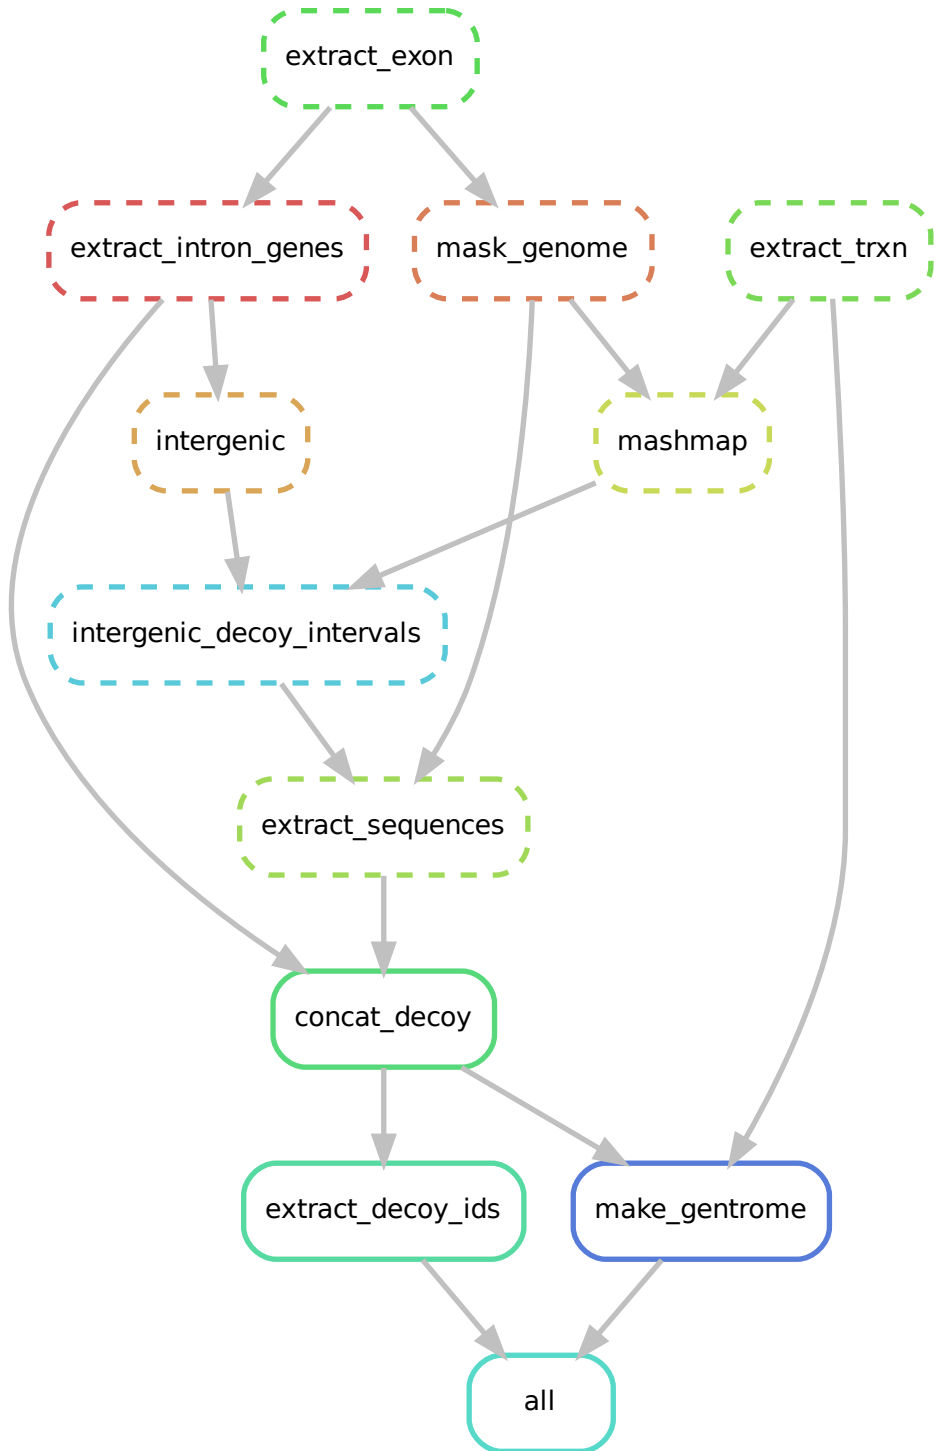 extract_exon
extract_intron_genes
mask_genome
extract_trxn
intergenic
mashmap
intergenic_decoy_intervals
extract_sequences
concat_decoy
extract_decoy_ids
make_gentrome
all